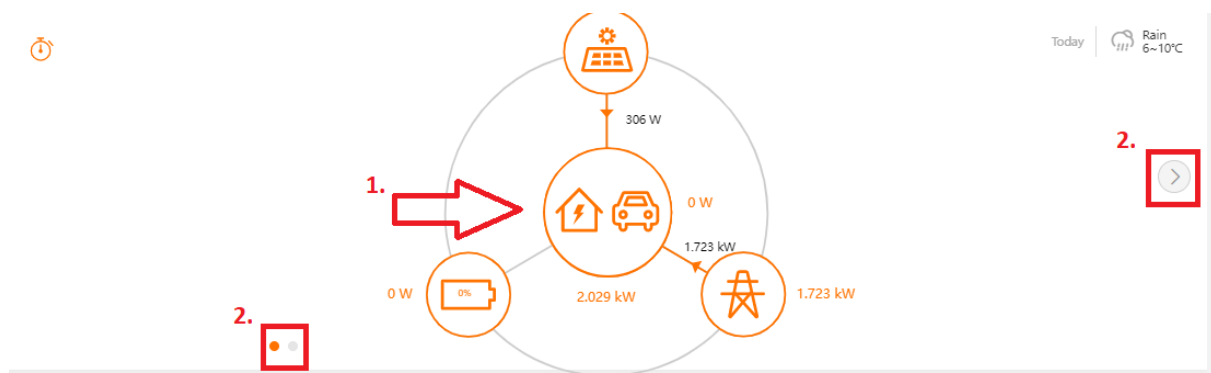 Today
Rain
6~10°C
306 W
2.
1.
0 W
1.723 kW
0 W
0%
2.029 kW
1.723 kW
2.